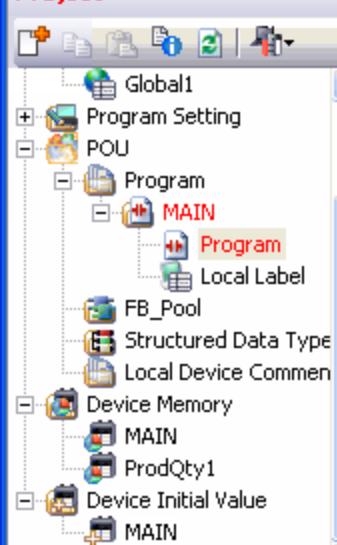 Global1
Program Setting
POU
Program
MAIN
Program
Local Label
FB_Pool
Structured Data Type
Local Device Commen
Device Memory
MAIN
ProdQty1
Device Initial Value
MAIN